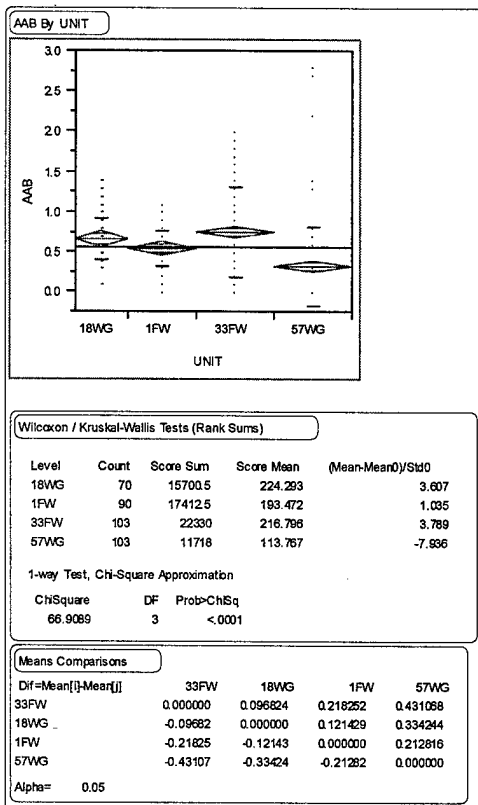 AAB By UNIT
3.0
2.5
2.0
1.5
1.0
0.5
0.0
AAB
18WG 1FW 33FW 57WG
UNIT
Wilcoxon / Kruskal-Wallis Tests (Rank Sums)
Level Count Score Sum Score Mean (Mean-Mean0)/Std0
18WG 70 15700.5 224.293 3.607
1FW 90 17412.5 193.472 1.035
33FW 103 22330 216.796 3.789
57WG 103 11718 113.767 -7.936
1-way Test, Chi-Square Approximation
ChiSquare DF Prob>ChiSq
66.9089 3 <.0001
Means Comparisons
Dif=Mean[i]-Mean[j] 33FW 18WG 1FW 57WG
33FW 0.000000 0.096824 0.218252 0.431068
18WG -0.09682 0.000000 0.121429 0.334244
1FW -0.21825 -0.12143 0.000000 0.212816
57WG -0.43107 -0.33424 -0.21282 0.000000
Alpha= 0.05